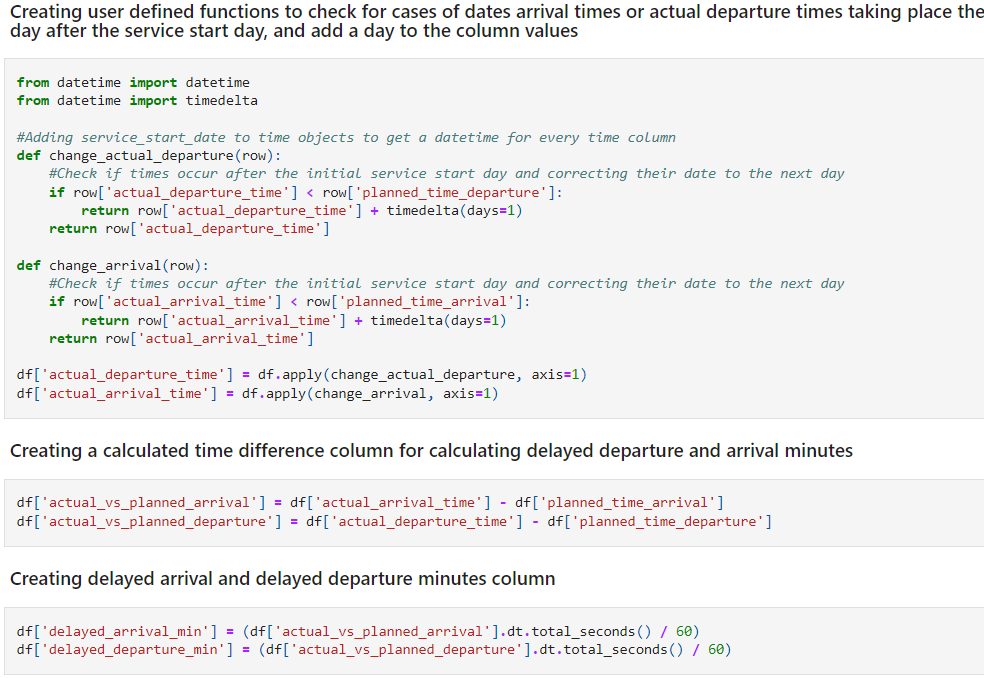 Creating user defined functions to check for cases of dates arrival times or actual departure times taking place the
day after the service start day, and add a day to the column values
from datetime import datetime
from datetime import timedelta
#Adding service_start_date to time objects to get a datetime for every time column
def change_actual_departure(row):
    #Check if times occur after the initial service start day and correcting their date to the next day
    if row['actual_departure_time'] < row['planned_time_departure']:
        return row['actual_departure_time'] + timedelta(days=1)
    return row['actual_departure_time']
def change_arrival(row):
    #Check if times occur after the initial service start day and correcting their date to the next day
    if row['actual_arrival_time'] < row['planned_time_arrival']:
        return row['actual_arrival_time'] + timedelta(days=1)
    return row['actual_arrival_time']
df['actual_departure_time'] = df.apply(change_actual_departure, axis=1)
df['actual_arrival_time'] = df.apply(change_arrival, axis=1)
Creating a calculated time difference column for calculating delayed departure and arrival minutes
df['actual_vs_planned_arrival'] = df['actual_arrival_time'] - df['planned_time_arrival']
df['actual_vs_planned_departure'] = df['actual_departure_time'] - df['planned_time_departure']
Creating delayed arrival and delayed departure minutes column
df['delayed_arrival_min'] = (df['actual_vs_planned_arrival'].dt.total_seconds() / 60)
df['delayed_departure_min'] = (df['actual_vs_planned_departure'].dt.total_seconds() / 60)